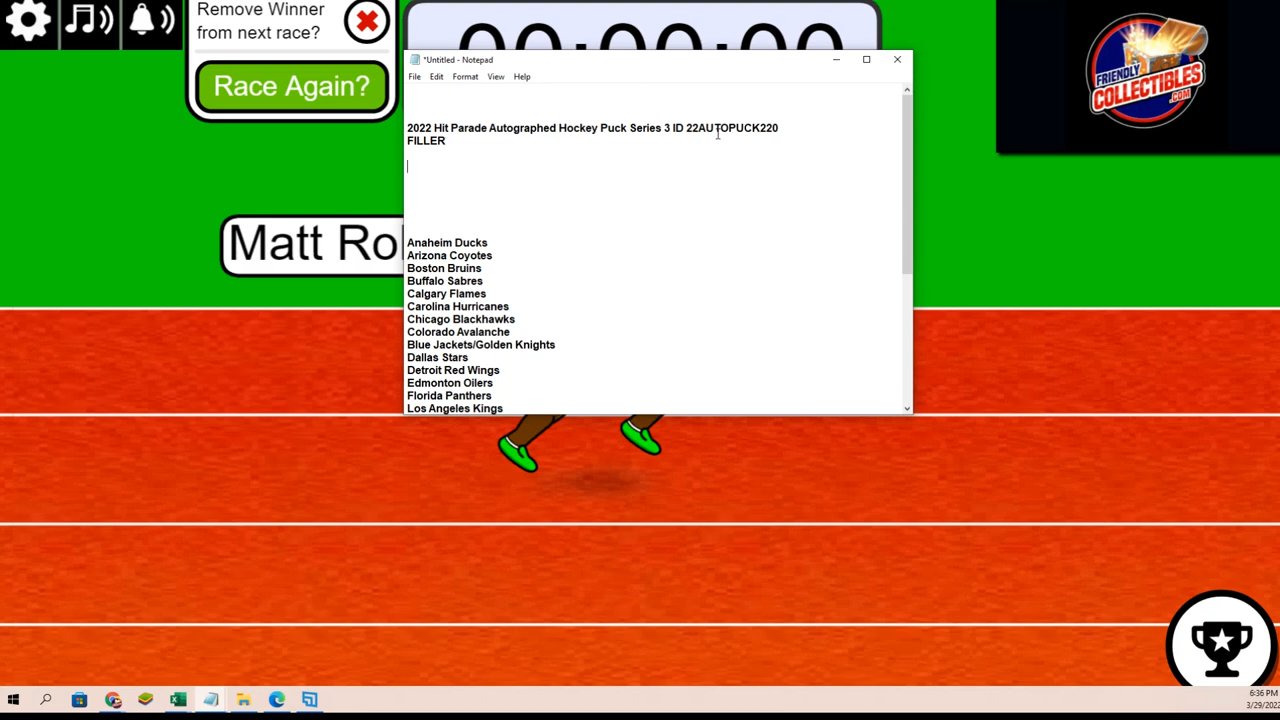 Remove Winner
from next race?
Race Again?
00:00:00
*Untitled - Notepad
File Edit Format View Help
2022 Hit Parade Autographed Hockey Puck Series 3 ID 22AUTOPUCK220
FILLER
Matt Ro
Anaheim Ducks
Arizona Coyotes
Boston Bruins
Buffalo Sabres
Calgary Flames
Carolina Hurricanes
Chicago Blackhawks
Colorado Avalanche
Blue Jackets/Golden Knights
Dallas Stars
Detroit Red Wings
Edmonton Oilers
Florida Panthers
Los Angeles Kings
FRIENDLY
COLLECTIBLES
.COM
6:36 PM
3/29/2022